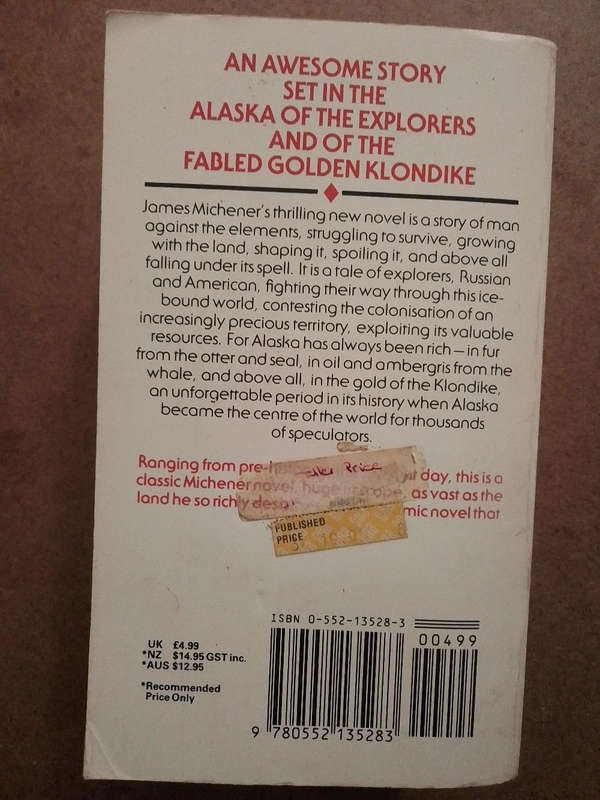 AN AWESOME STORY
SET IN THE
ALASKA OF THE EXPLORERS
AND OF THE
FABLED GOLDEN KLONDIKE
James Michener's thrilling new novel is a story of man
against the elements, struggling to survive, growing
with the land, shaping it, spoiling it, and above all
falling under its spell. It is a tale of explorers, Russian
and American, fighting their way through this ice-
bound world, contesting the colonisation of an
increasingly precious territory, exploiting its valuable
resources. For Alaska has always been rich — in fur
from the otter and seal, in oil and ambergris from the
whale, and above all, in the gold of the Klondike,
an unforgettable period in its history when Alaska
became the centre of the world for thousands
of speculators.
Ranging from Price day, this is a
classic Michener novel, huge as vast as the
land he so richly novel that
PUBLISHED
PRICE
ISBN 0-552-13528-3
00499
UK £4.99
*NZ $14.95 GST inc.
*AUS $12.95
*Recommended
Price Only
9 780552 135283